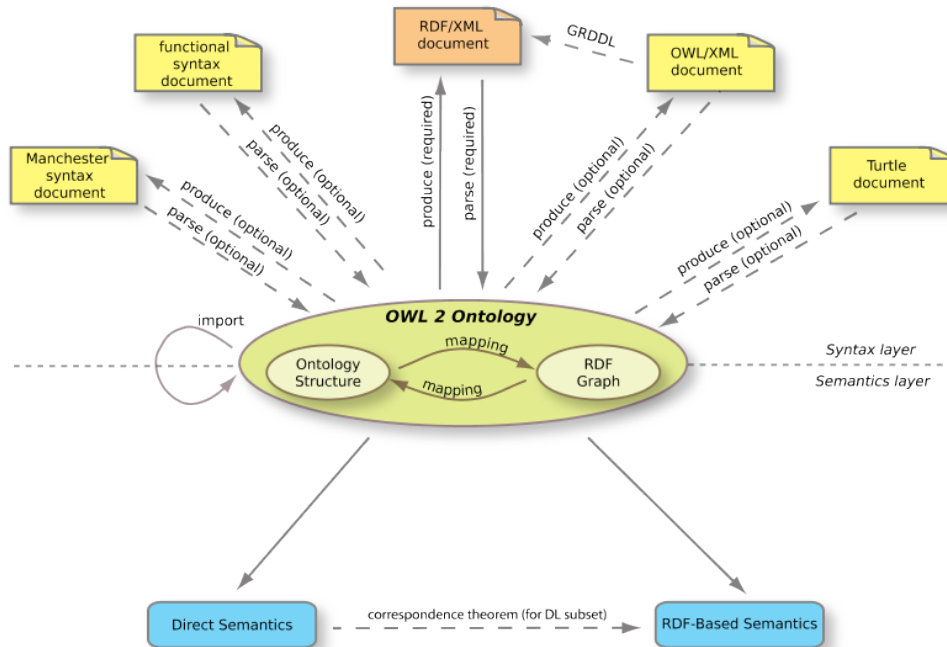 RDF/XML
document
GRDDL
functional
syntax
document
OWL/XML
document
Manchester
syntax
document
Turtle
document
produce (optional)
parse (optional)
produce (optional)
parse (optional)
produce (required)
parse (required)
produce (optional)
parse (optional)
produce (optional)
parse (optional)
import
OWL 2 Ontology
mapping
Ontology
Structure
RDF
Graph
mapping
Syntax layer
Semantics layer
Direct Semantics
correspondence theorem (for DL subset)
RDF-Based Semantics